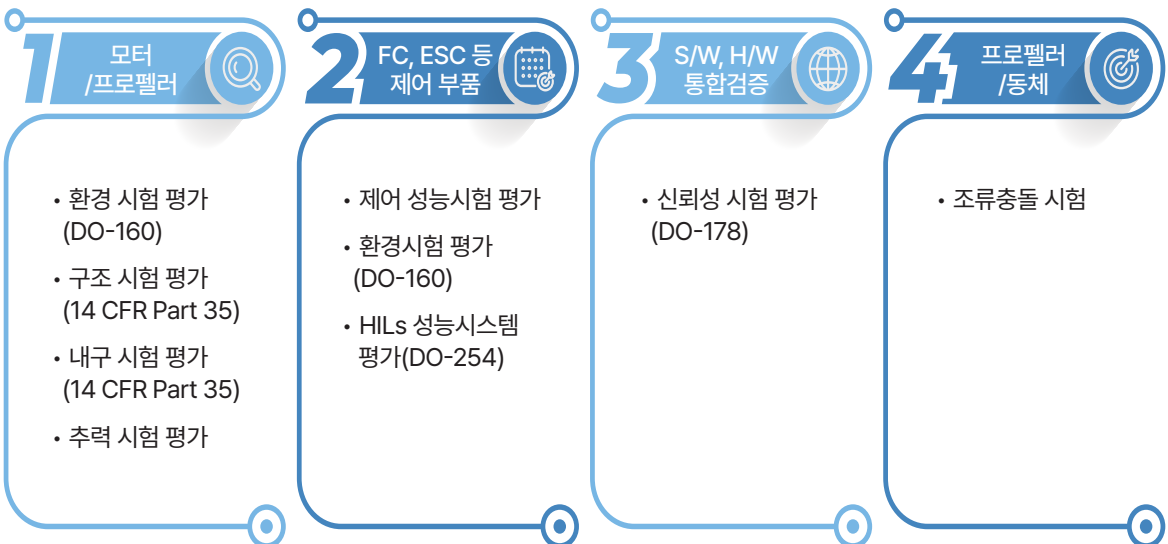 1
모터
/프로펠러
• 환경 시험 평가
(DO-160)
• 구조 시험 평가
(14 CFR Part 35)
• 내구 시험 평가
(14 CFR Part 35)
• 추력 시험 평가
2
FC, ESC 등
제어 부품
• 제어 성능시험 평가
• 환경시험 평가
(DO-160)
• HILs 성능시스템
평가(DO-254)
3
S/W, H/W
통합검증
• 신뢰성 시험 평가
(DO-178)
4
프로펠러
/동체
• 조류충돌 시험